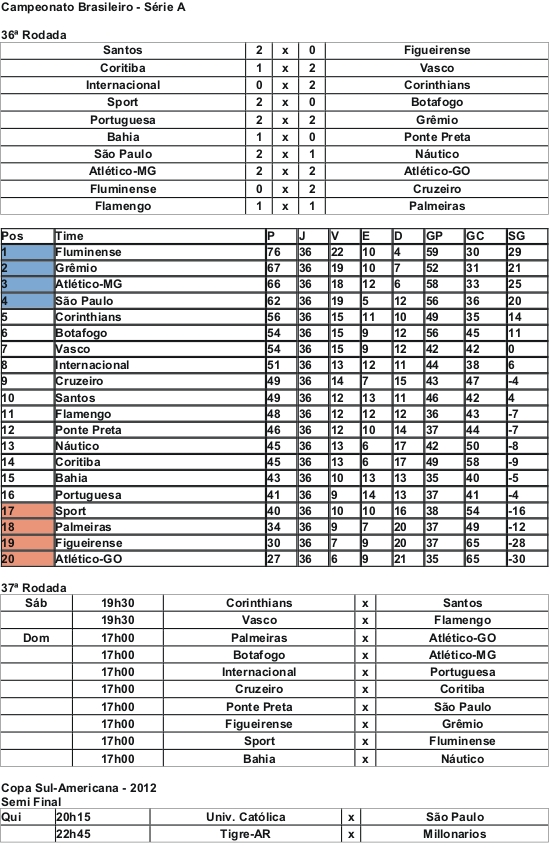 Campeonato Brasileiro - Série A
36ª Rodada
Santos 2 x 0 Figueirense
Coritiba 1 x 2 Vasco
Internacional 0 x 2 Corinthians
Sport 2 x 0 Botafogo
Portuguesa 2 x 2 Grêmio
Bahia 1 x 0 Ponte Preta
São Paulo 2 x 1 Náutico
Atlético-MG 2 x 2 Atlético-GO
Fluminense 0 x 2 Cruzeiro
Flamengo 1 x 1 Palmeiras
Pos Time P J V E D GP GC SG
1 Fluminense 76 36 22 10 4 59 30 29
2 Grêmio 67 36 19 10 7 52 31 21
3 Atlético-MG 66 36 18 12 6 58 33 25
4 São Paulo 62 36 19 5 12 56 36 20
5 Corinthians 56 36 15 11 10 49 35 14
6 Botafogo 54 36 15 9 12 56 45 11
7 Vasco 54 36 15 9 12 42 42 0
8 Internacional 51 36 13 12 11 44 38 6
9 Cruzeiro 49 36 14 7 15 43 47 -4
10 Santos 49 36 12 13 11 46 42 4
11 Flamengo 48 36 12 12 12 36 43 -7
12 Ponte Preta 46 36 12 10 14 37 44 -7
13 Náutico 45 36 13 6 17 42 50 -8
14 Coritiba 45 36 13 6 17 49 58 -9
15 Bahia 43 36 10 13 13 35 40 -5
16 Portuguesa 41 36 9 14 13 37 41 -4
17 Sport 40 36 10 10 16 38 54 -16
18 Palmeiras 34 36 9 7 20 37 49 -12
19 Figueirense 30 36 7 9 20 37 65 -28
20 Atlético-GO 27 36 6 9 21 35 65 -30
37ª Rodada
Sáb 19h30 Corinthians x Santos
19h30 Vasco x Flamengo
Dom 17h00 Palmeiras x Atlético-GO
17h00 Botafogo x Atlético-MG
17h00 Internacional x Portuguesa
17h00 Cruzeiro x Coritiba
17h00 Ponte Preta x São Paulo
17h00 Figueirense x Grêmio
17h00 Sport x Fluminense
17h00 Bahia x Náutico
Copa Sul-Americana - 2012
Semi Final
Qui 20h15 Univ. Católica x São Paulo
22h45 Tigre-AR x Millonarios